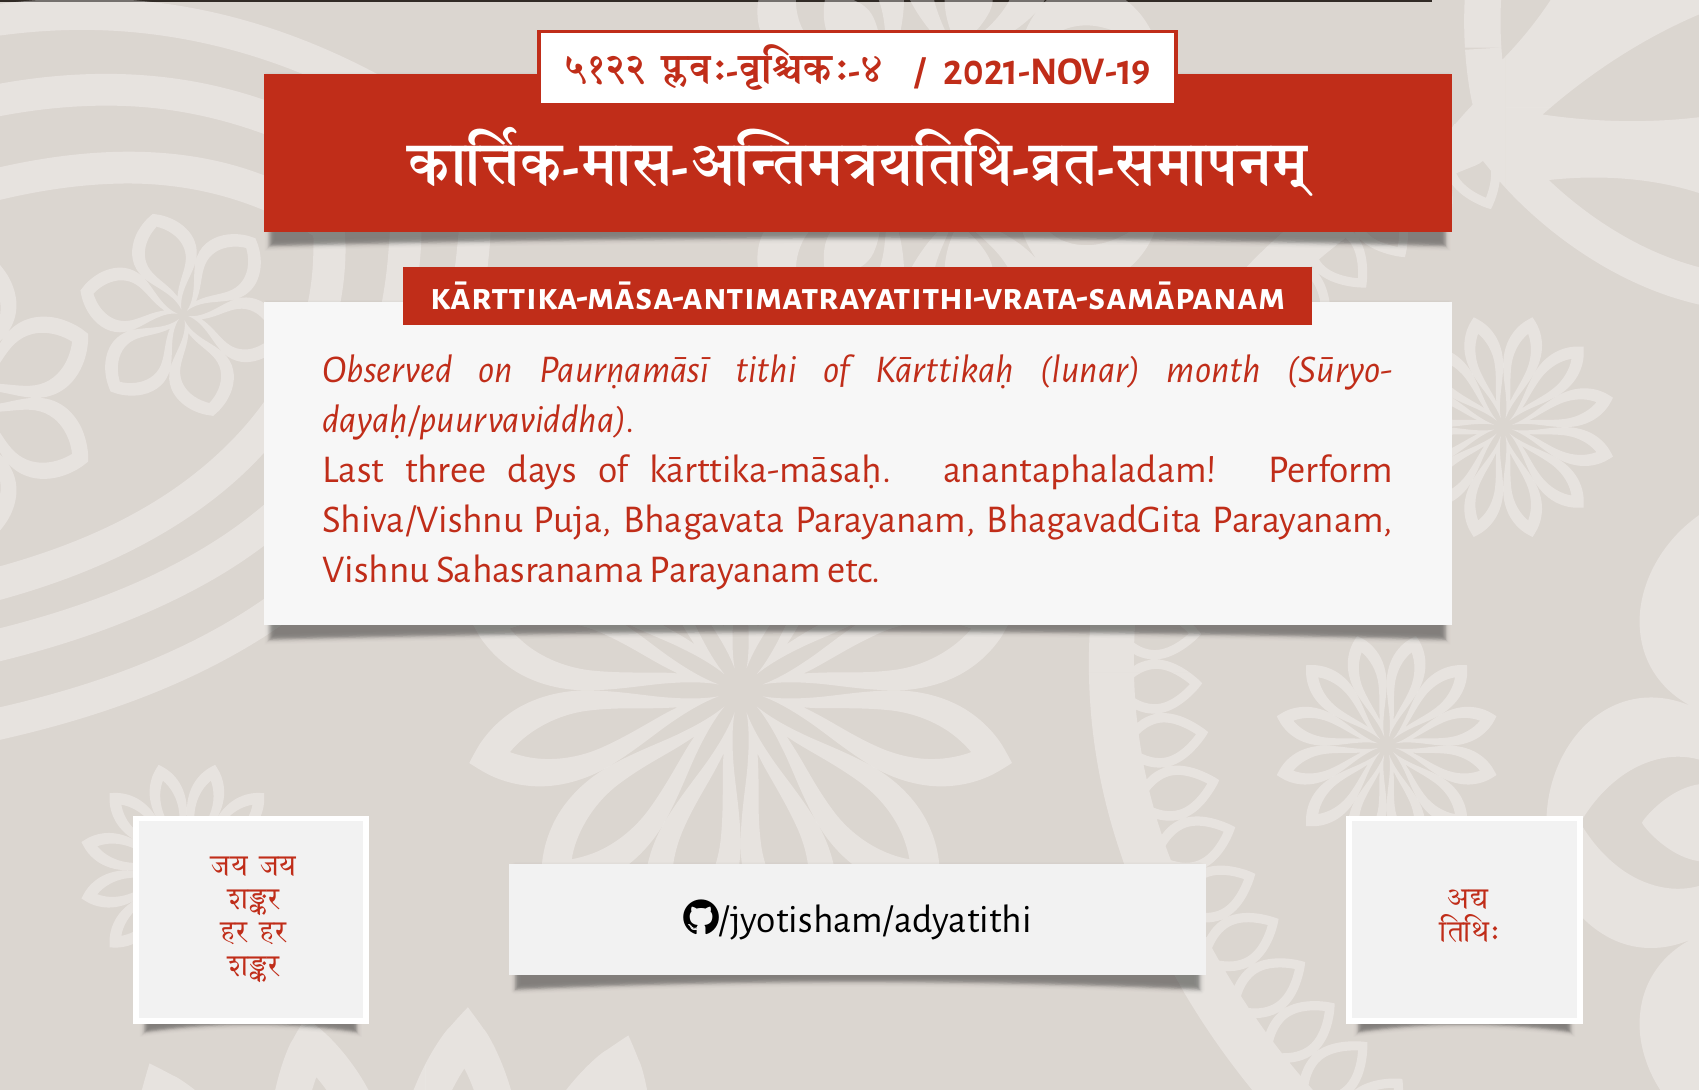 ५१२२ प्लवः-वृश्चिकः-४ / 2021-NOV-19
कार्त्तिक-मास-अन्तिमत्रयतिथि-व्रत-समापनम्
KĀRTTIKA-MĀSA-ANTIMATRAYATITHI-VRATA-SAMĀPANAM
Observed on Paurṇamāsī tithi of Kārttikaḥ (lunar) month (Sūryo-
dayaḥ/puurvaviddha).
Last three days of kārttika-māsaḥ. anantaphaladam! Perform
Shiva/Vishnu Puja, Bhagavata Parayanam, BhagavadGita Parayanam,
Vishnu Sahasranama Parayanam etc.
जय जय
शङ्कर
हर हर
शङ्कर
/jyotisham/adyatithi
अद्य
तिथिः